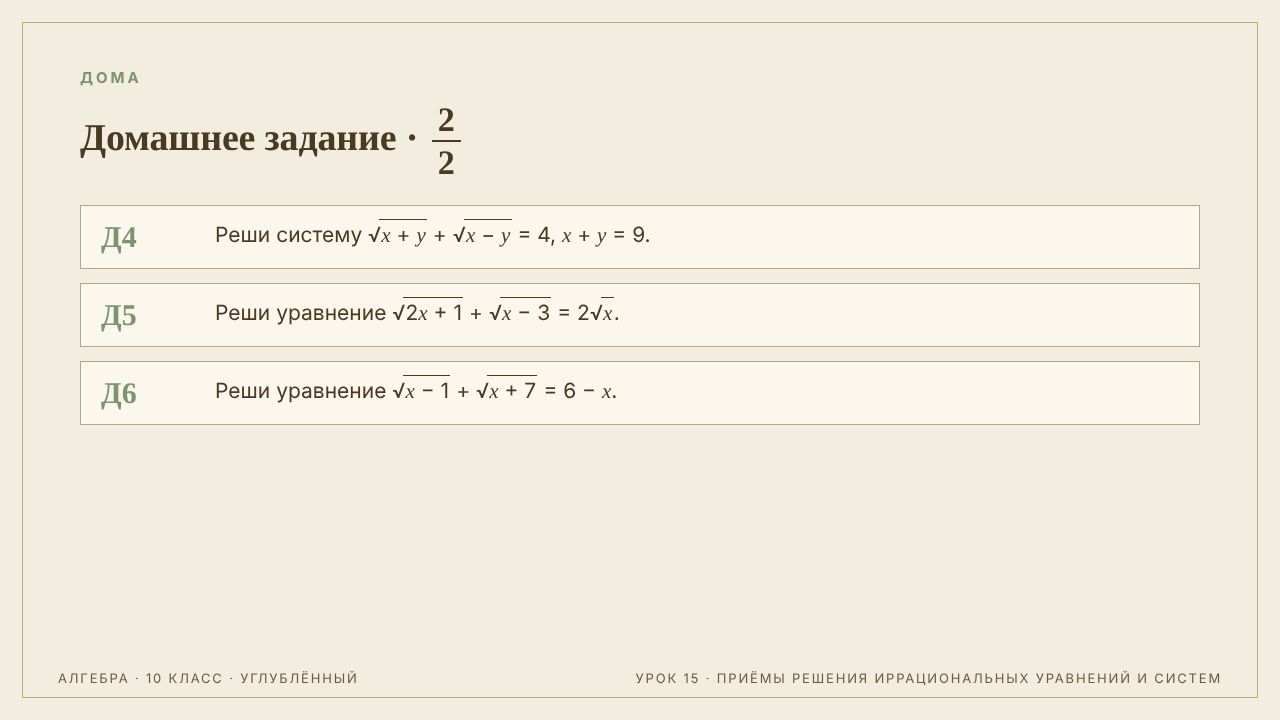 ДОМА
Домашнее задание · 2/2
Д4 Реши систему √(x + y) + √(x − y) = 4, x + y = 9.
Д5 Реши уравнение √(2x + 1) + √(x − 3) = 2√x.
Д6 Реши уравнение √(x − 1) + √(x + 7) = 6 − x.
АЛГЕБРА · 10 КЛАСС · УГЛУБЛЁННЫЙ
УРОК 15 · ПРИЁМЫ РЕШЕНИЯ ИРРАЦИОНАЛЬНЫХ УРАВНЕНИЙ И СИСТЕМ